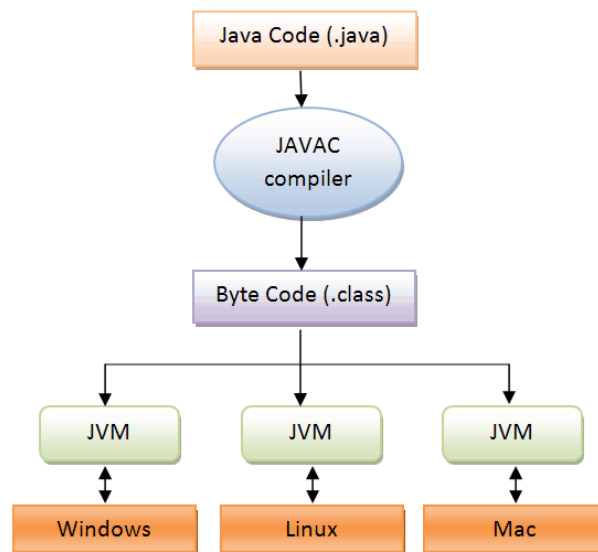 Java Code (.java)
JAVAC
compiler
Byte Code (.class)
JVM
JVM
JVM
Windows
Linux
Mac